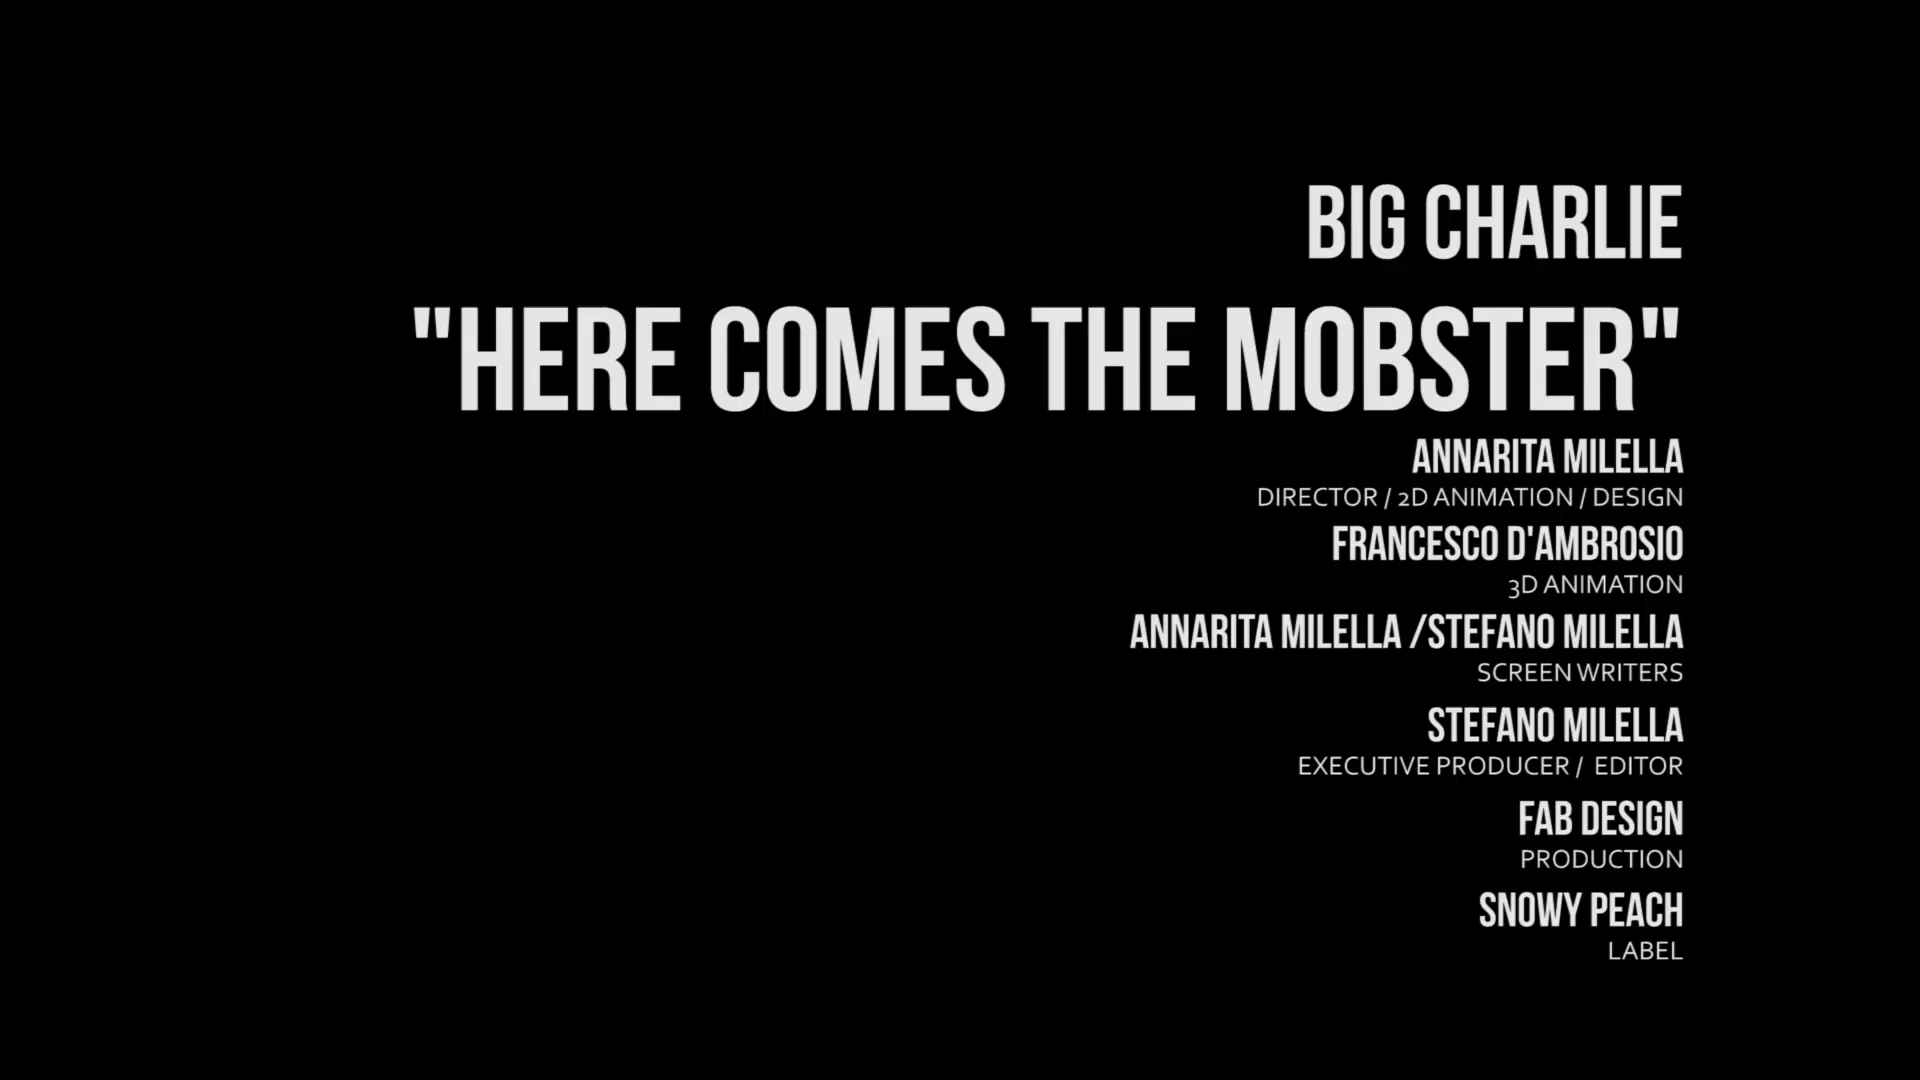 BIG CHARLIE
"HERE COMES THE MOBSTER"
ANNARITA MILELLA
DIRECTOR / 2D ANIMATION / DESIGN
FRANCESCO D'AMBROSIO
3D ANIMATION
ANNARITA MILELLA /STEFANO MILELLA
SCREEN WRITERS
STEFANO MILELLA
EXECUTIVE PRODUCER / EDITOR
FAB DESIGN
PRODUCTION
SNOWY PEACH
LABEL